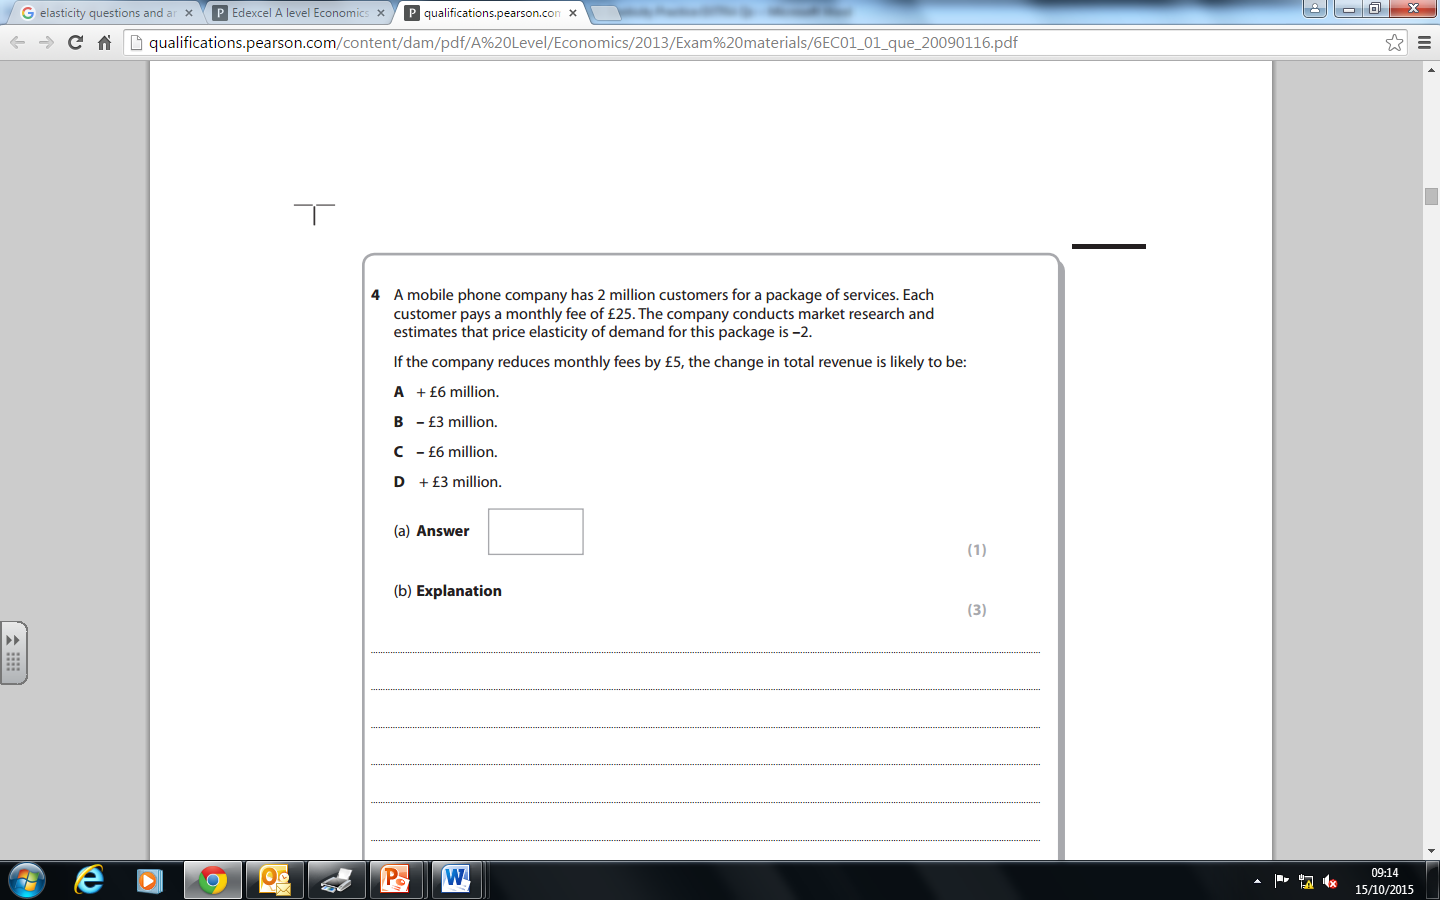 elasticity questions and ar
Edexcel A level Economics
qualifications.pearson.con
qualifications.pearson.com/content/dam/pdf/A%20Level/Economics/2013/Exam%20materials/6EC01_01_que_20090116.pdf
4 A mobile phone company has 2 million customers for a package of services. Each
customer pays a monthly fee of £25. The company conducts market research and
estimates that price elasticity of demand for this package is –2.
If the company reduces monthly fees by £5, the change in total revenue is likely to be:
A + £6 million.
B – £3 million.
C – £6 million.
D + £3 million.
(a) Answer
(1)
(b) Explanation
(3)
09:14
15/10/2015